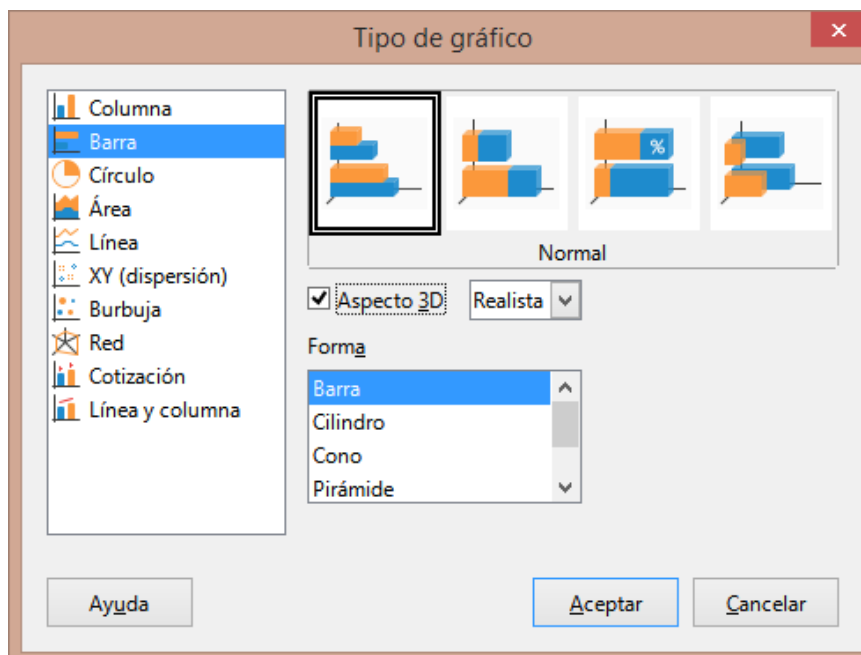 Tipo de gráfico
Columna
Barra
Círculo
Área
Línea
XY (dispersión)
Burbuja
Red
Cotización
Línea y columna
%
Normal
Aspecto 3D
Realista
Forma
Barra
Cilindro
Cono
Pirámide
Ayuda
Aceptar
Cancelar